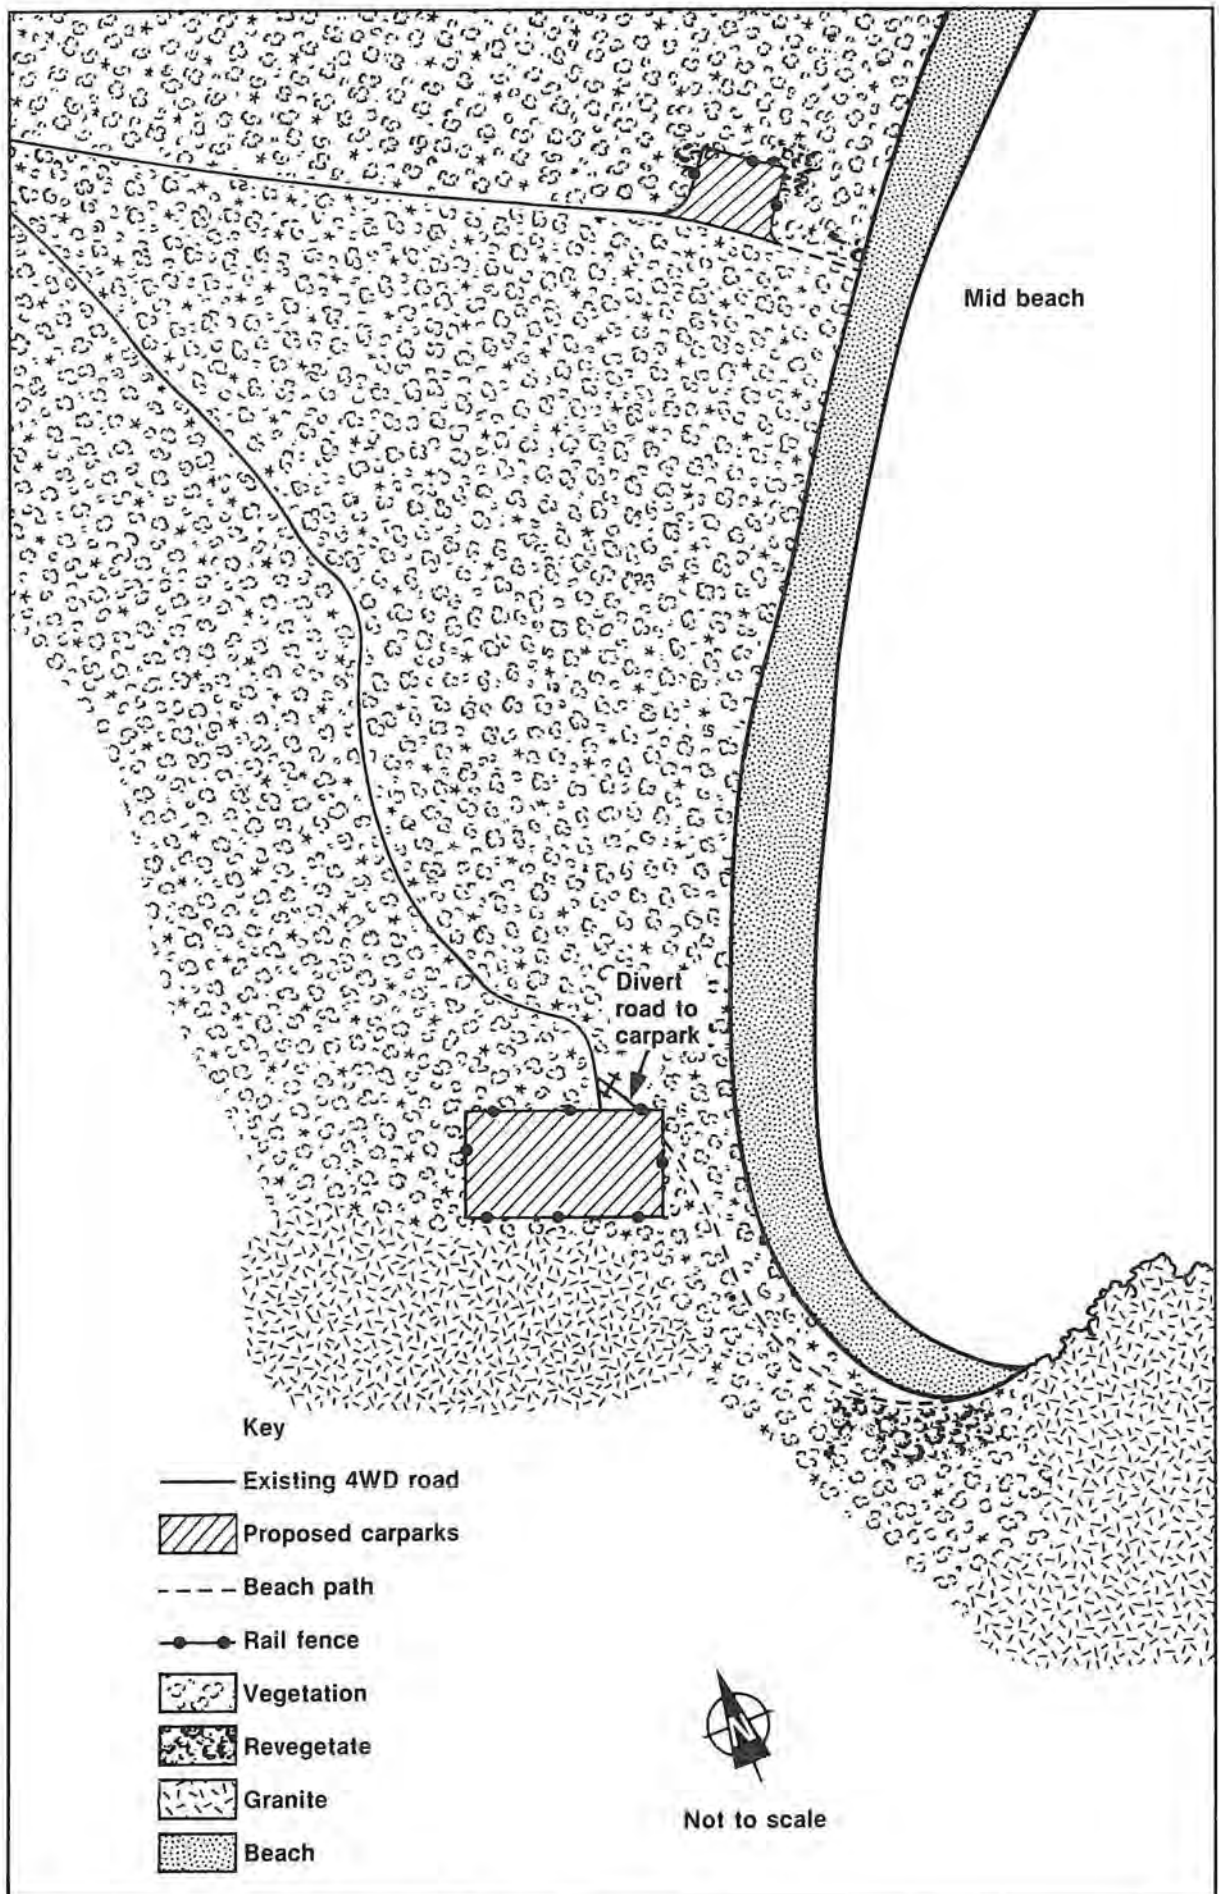 Mid beach
Divert
road to
carpark
Key
Existing 4WD road
Proposed carparks
Beach path
Rail fence
Vegetation
Revegetate
Granite
Beach
N
Not to scale